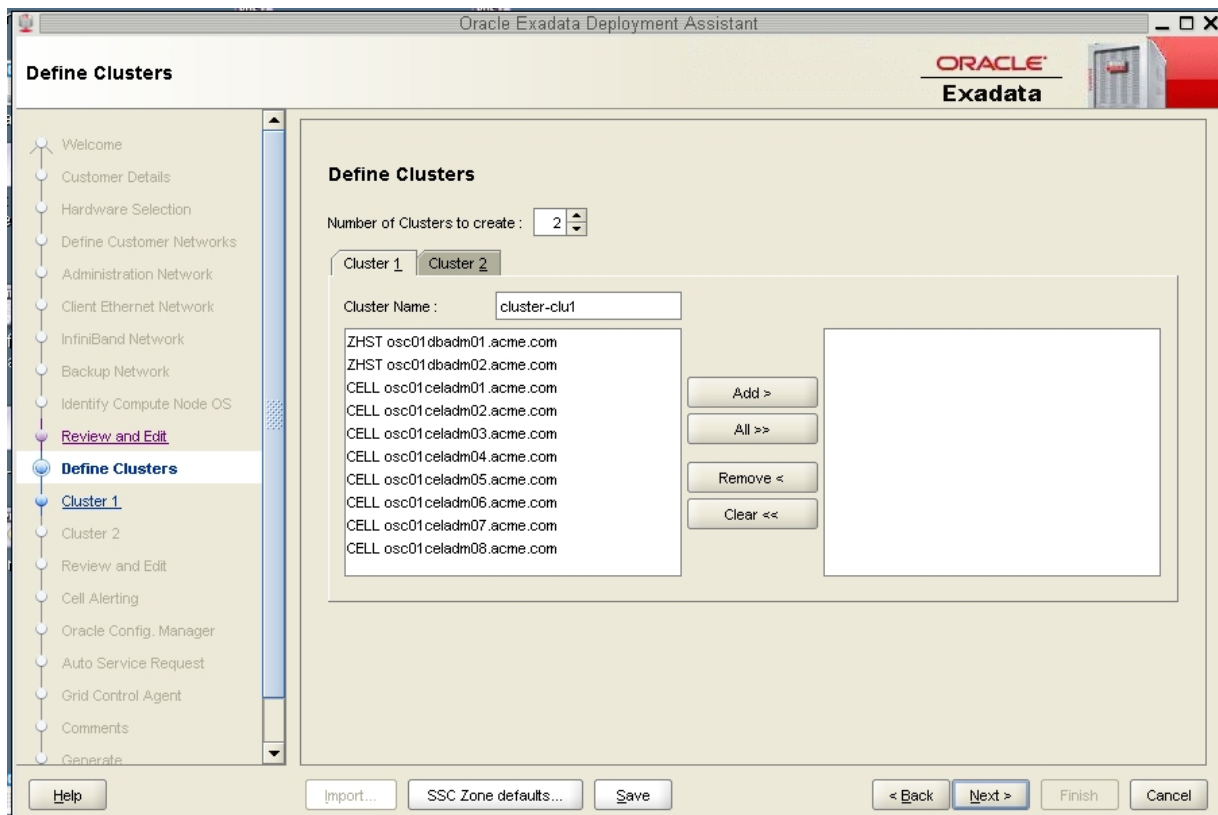 Oracle Exadata Deployment Assistant
Define Clusters
ORACLE
Exadata
Welcome
Customer Details
Hardware Selection
Define Customer Networks
Administration Network
Client Ethernet Network
InfiniBand Network
Backup Network
Identify Compute Node OS
Review and Edit
Define Clusters
Cluster 1
Cluster 2
Review and Edit
Cell Alerting
Oracle Config. Manager
Auto Service Request
Grid Control Agent
Comments
Generate
Define Clusters
Number of Clusters to create : 2
Cluster 1 Cluster 2
Cluster Name : cluster-clu1
ZHST osc01dbadm01.acme.com
ZHST osc01dbadm02.acme.com
CELL osc01celadm01.acme.com
CELL osc01celadm02.acme.com
CELL osc01celadm03.acme.com
CELL osc01celadm04.acme.com
CELL osc01celadm05.acme.com
CELL osc01celadm06.acme.com
CELL osc01celadm07.acme.com
CELL osc01celadm08.acme.com
Add >
All >>
Remove <
Clear <<
Help Import... SSC Zone defaults... Save < Back Next > Finish Cancel